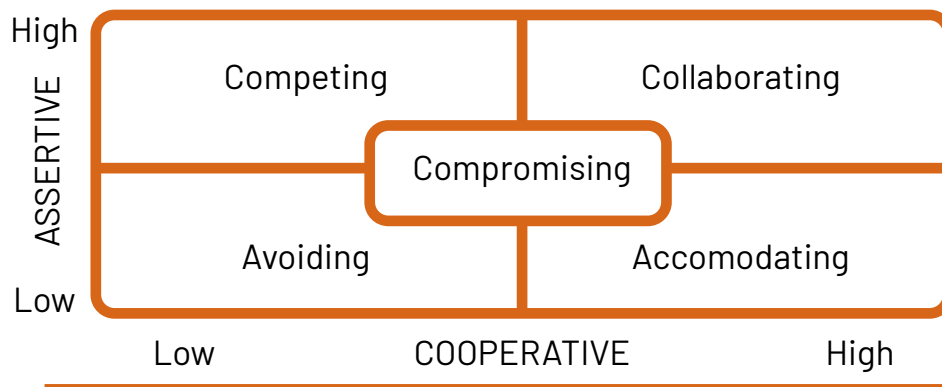 High
Competing
Collaborating
ASSERTIVE
Compromising
Avoiding
Accomodating
Low
Low
COOPERATIVE
High